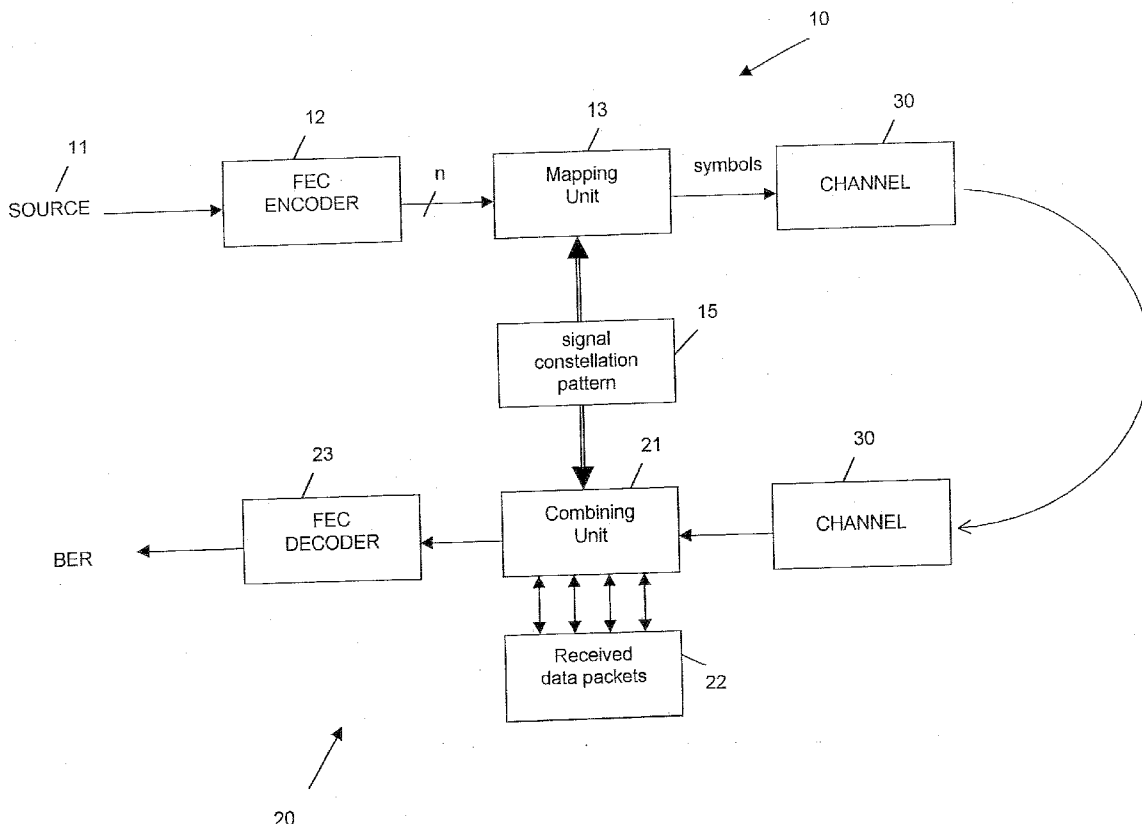 10
11
SOURCE
12
FEC
ENCODER
n
13
Mapping
Unit
symbols
30
CHANNEL
15
signal
constellation
pattern
23
FEC
DECODER
BER
21
Combining
Unit
30
CHANNEL
Received
data packets
22
20